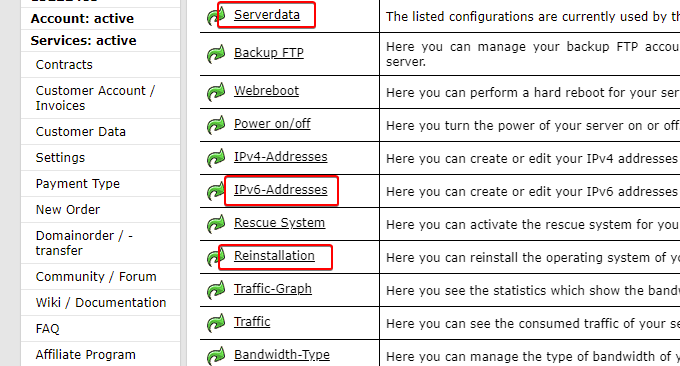 Account: active
Services: active
Contracts
Customer Account /
Invoices
Customer Data
Settings
Payment Type
New Order
Domainorder / -
transfer
Community / Forum
Wiki / Documentation
FAQ
Affiliate Program
Serverdata The listed configurations are currently used by th
Backup FTP Here you can manage your backup FTP accou
server.
Webreboot Here you can perform a hard reboot for your ser
Power on/off Here you turn the power of your server on or off
IPv4-Addresses Here you can create or edit your IPv4 addresses
IPv6-Addresses Here you can create or edit your IPv6 addresses
Rescue System Here you can activate the rescue system for you
Reinstallation Here you can reinstall the operating system of yo
Traffic-Graph Here you see the statistics which show the band
Traffic Here you can see the consumed traffic of your se
Bandwidth-Type Here you can manage the type of bandwidth of y